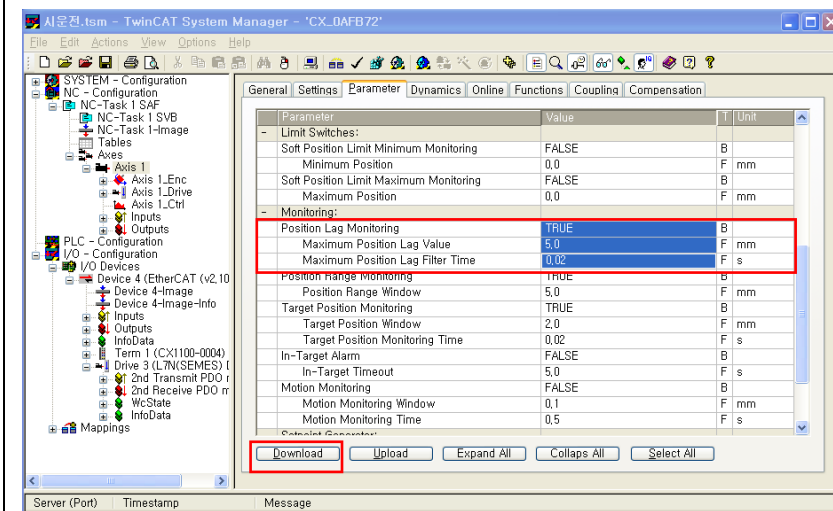 시운전.tsm - TwinCAT System Manager - 'CX_0AFB72'
File Edit Actions View Options Help
SYSTEM - Configuration
NC - Configuration
NC-Task 1 SAF
NC-Task 1 SVB
NC-Task 1-Image
Tables
Axes
Axis 1
Axis 1_Enc
Axis 1_Drive
Axis 1_Ctrl
Inputs
Outputs
PLC - Configuration
I/O - Configuration
I/O Devices
Device 4 (EtherCAT (v2,10
Device 4-Image
Device 4-Image-Info
Inputs
Outputs
InfoData
Term 1 (CX1100-0004)
Drive 3 (L7N(SEMES) [
2nd Transmit PDO r
2nd Receive PDO m
WcState
InfoData
Mappings
General Settings Parameter Dynamics Online Functions Coupling Compensation
Parameter Value T Unit
- Limit Switches:
Soft Position Limit Minimum Monitoring FALSE B
Minimum Position 0,0 F mm
Soft Position Limit Maximum Monitoring FALSE B
Maximum Position 0,0 F mm
- Monitoring:
Position Lag Monitoring TRUE B
Maximum Position Lag Value 5,0 F mm
Maximum Position Lag Filter Time 0,02 F s
Position Range Monitoring TRUE B
Position Range Window 5,0 F mm
Target Position Monitoring TRUE B
Target Position Window 2,0 F mm
Target Position Monitoring Time 0,02 F s
In-Target Alarm FALSE B
In-Target Timeout 5,0 F s
Motion Monitoring FALSE B
Motion Monitoring Window 0,1 F mm
Motion Monitoring Time 0,5 F s
Setpoint Generator:
Download Upload Expand All Collaps All Select All
Server (Port) Timestamp Message